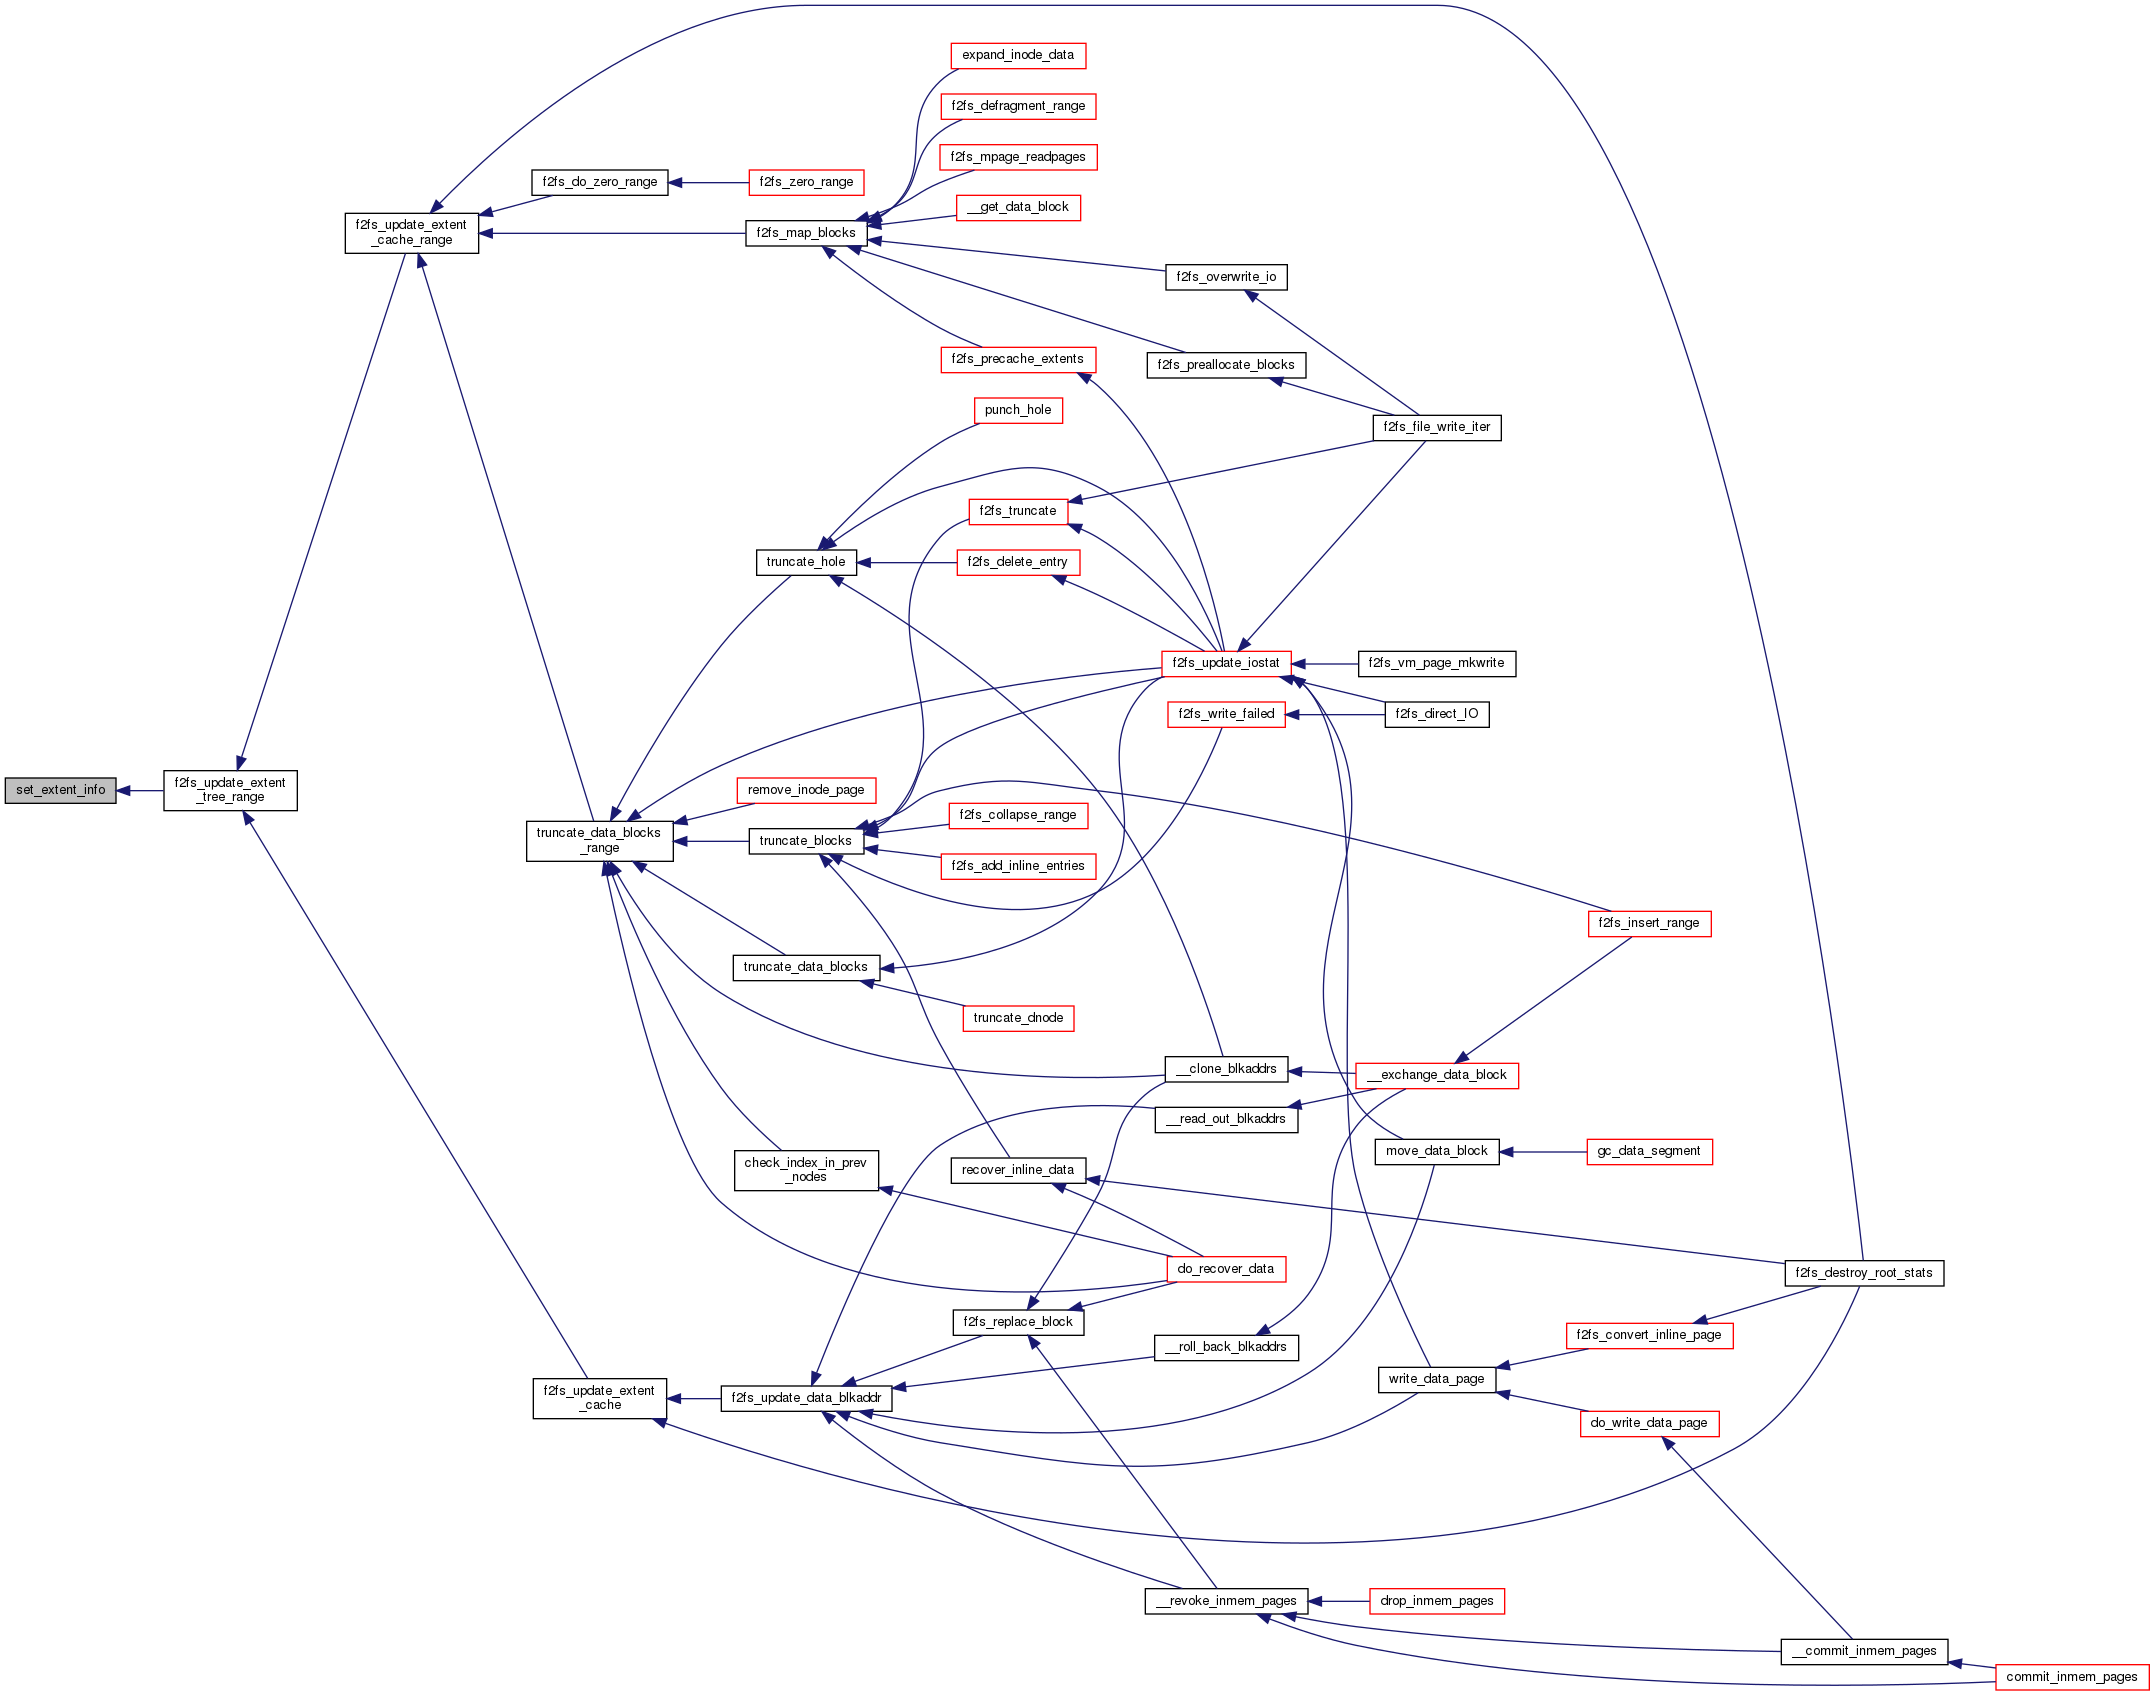 expand_inode_data
f2fs_defragment_range
f2fs_mpage_readpages
f2fs_do_zero_range
f2fs_zero_range
__get_data_block
f2fs_update_extent
_cache_range
f2fs_map_blocks
f2fs_overwrite_io
f2fs_precache_extents
f2fs_preallocate_blocks
punch_hole
f2fs_file_write_iter
f2fs_truncate
truncate_hole
f2fs_delete_entry
f2fs_update_iostat
f2fs_vm_page_mkwrite
f2fs_write_failed
f2fs_direct_IO
set_extent_info
f2fs_update_extent
_tree_range
remove_inode_page
f2fs_collapse_range
truncate_data_blocks
_range
truncate_blocks
f2fs_add_inline_entries
f2fs_insert_range
truncate_data_blocks
truncate_dnode
__clone_blkaddrs
__exchange_data_block
__read_out_blkaddrs
move_data_block
gc_data_segment
check_index_in_prev
_nodes
recover_inline_data
do_recover_data
f2fs_destroy_root_stats
f2fs_replace_block
f2fs_convert_inline_page
__roll_back_blkaddrs
write_data_page
f2fs_update_extent
_cache
f2fs_update_data_blkaddr
do_write_data_page
__revoke_inmem_pages
drop_inmem_pages
__commit_inmem_pages
commit_inmem_pages